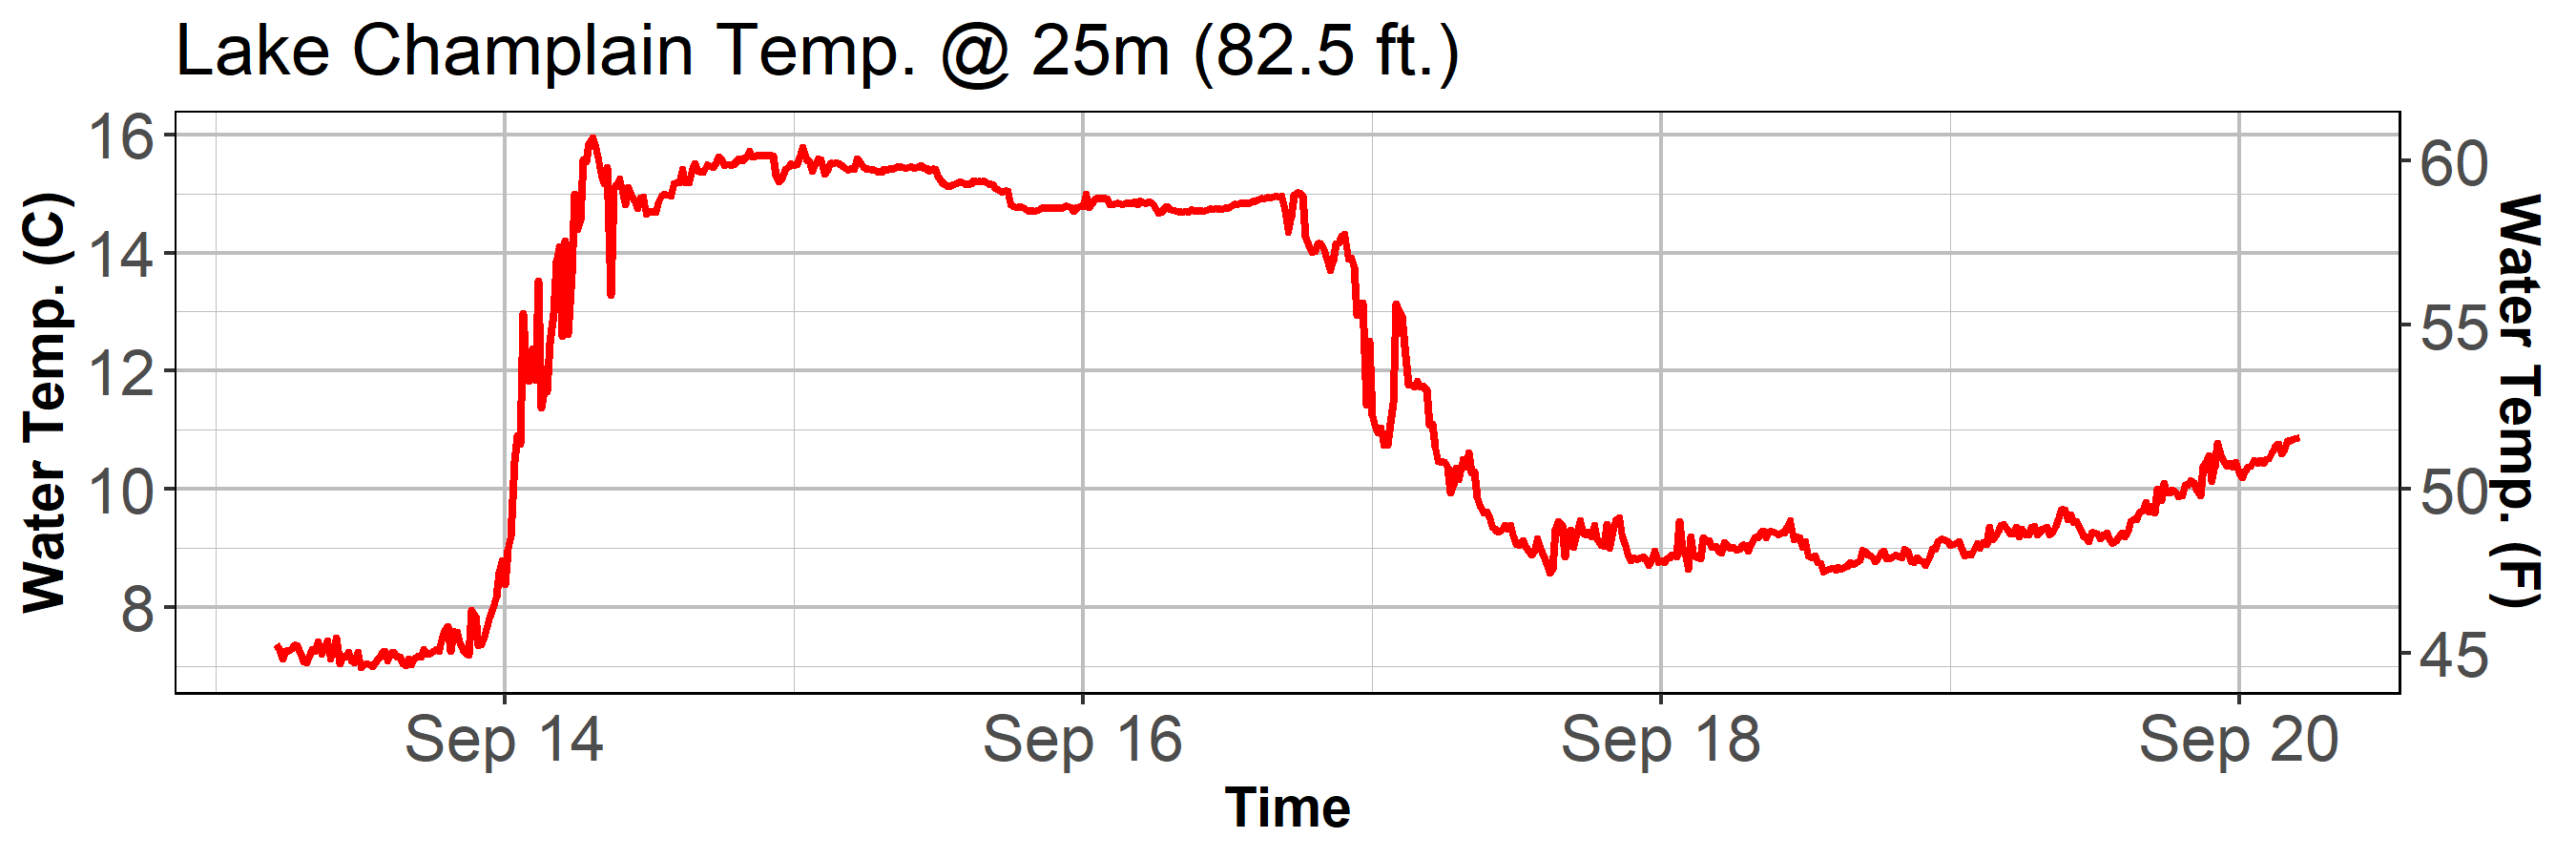 Lake Champlain Temp. @ 25m (82.5 ft.)
Water Temp. (C)
16
14
12
10
8
60
55
50
45
Water Temp. (F)
Sep 14 Sep 16 Sep 18 Sep 20
Time